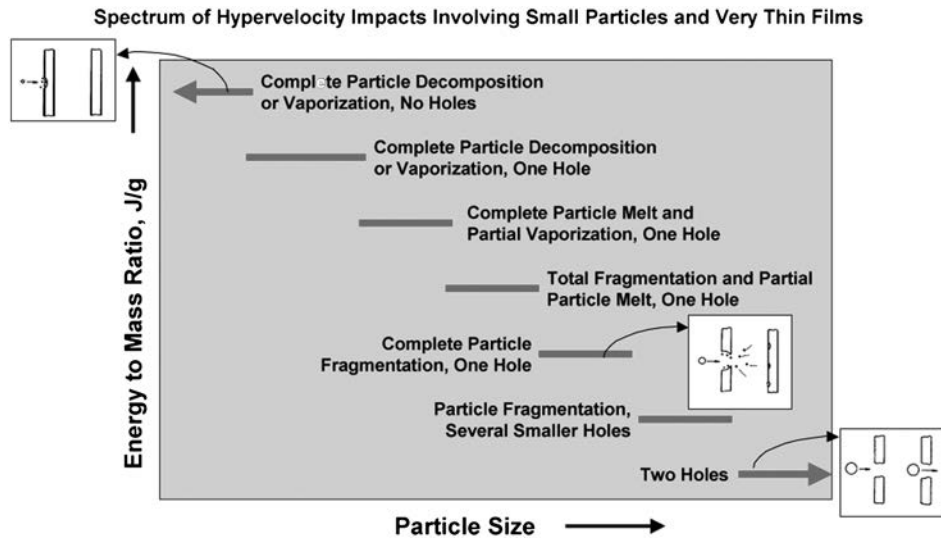 Spectrum of Hypervelocity Impacts Involving Small Particles and Very Thin Films
Complete Particle Decomposition
or Vaporization, No Holes
Complete Particle Decomposition
or Vaporization, One Hole
Complete Particle Melt and
Partial Vaporization, One Hole
Total Fragmentation and Partial
Particle Melt, One Hole
Complete Particle
Fragmentation, One Hole
Particle Fragmentation,
Several Smaller Holes
Two Holes
Energy to Mass Ratio, J/g
Particle Size